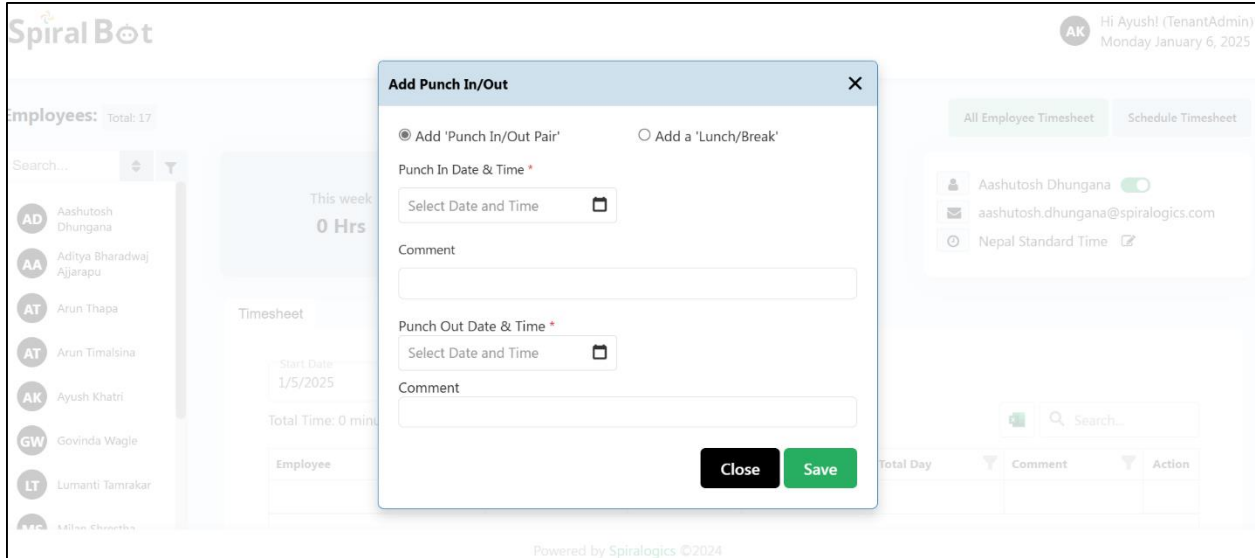 Spiral Bot
AK
Hi Ayush! (TenantAdmin)
Monday January 6, 2025
Add Punch In/Out
Employees: Total: 17
All Employee Timesheet
Schedule Timesheet
Add 'Punch In/Out Pair'
Add a 'Lunch/Break'
Search...
Punch In Date & Time *
Select Date and Time
This week
0 Hrs
Aashutosh Dhungana
aashutosh.dhungana@spiralogics.com
Nepal Standard Time
AD
Aashutosh
Dhungana
AA
Aditya Bharadwaj
Ajjarapu
AT
Arun Thapa
AT
Arun Timalsina
AK
Ayush Khatri
GW
Govinda Wagle
LT
Lumanti Tamrakar
Milan Shrestha
Comment
Timesheet
Punch Out Date & Time *
Select Date and Time
Start Date
1/5/2025
Comment
Total Time: 0 minu
Search...
Close
Save
Employee
Total Day
Comment
Action
Powered by Spiralogics ©2024